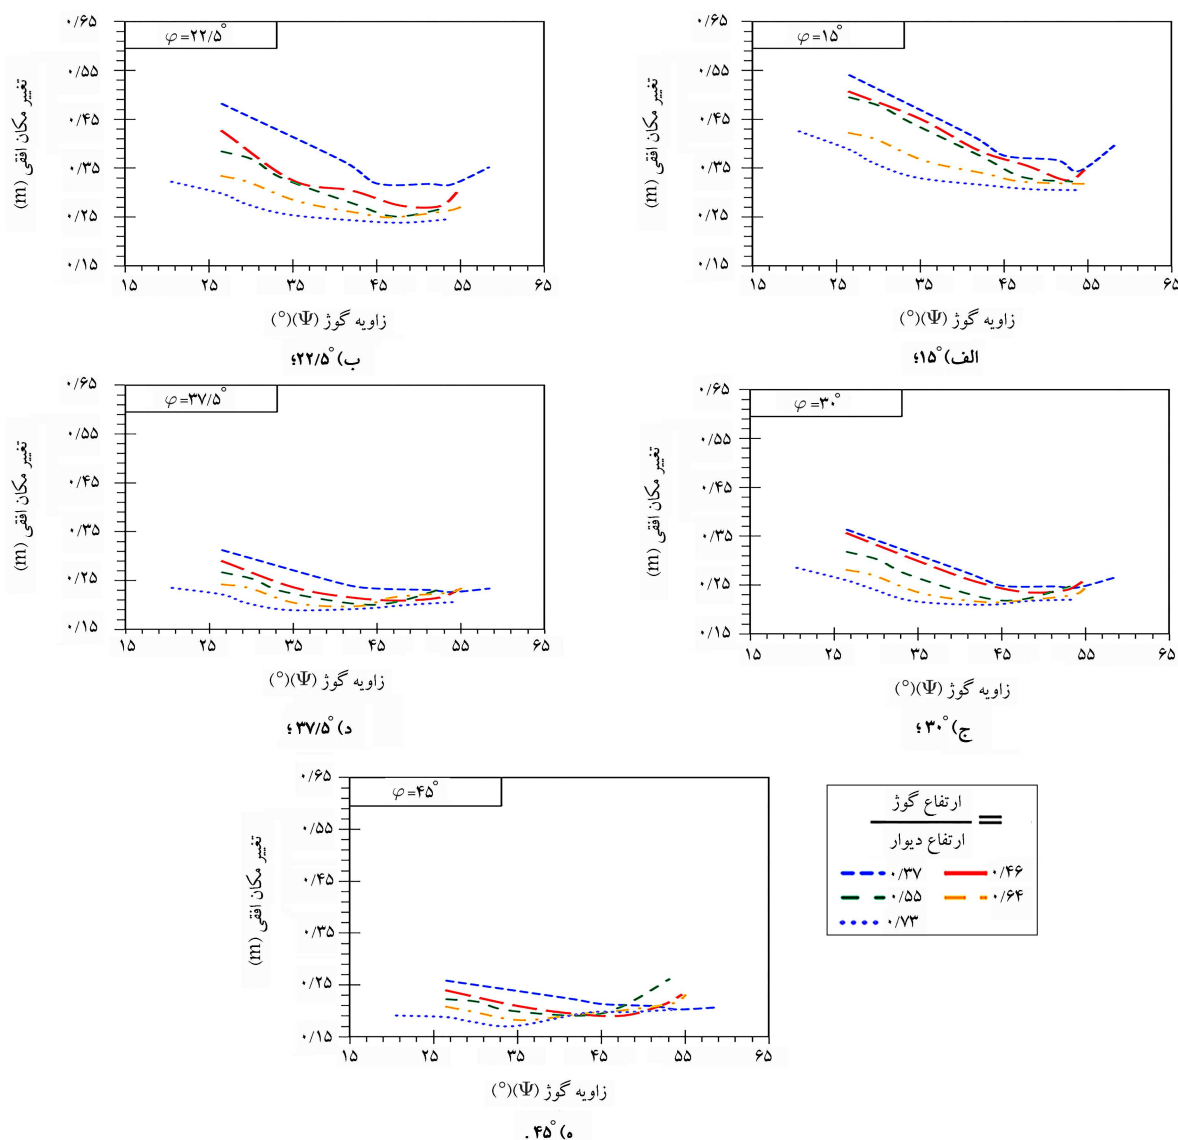 φ=۱۵°
تغییر مکان افقی (m)
۰/۶۵
۰/۵۵
۰/۴۵
۰/۳۵
۰/۲۵
۰/۱۵
۱۵ ۲۵ ۳۵ ۴۵ ۵۵ ۶۵
زاویه گوژ (Ψ)(°)
الف) ۱۵°؛
φ=۲۲/۵°
تغییر مکان افقی (m)
۰/۶۵
۰/۵۵
۰/۴۵
۰/۳۵
۰/۲۵
۰/۱۵
۱۵ ۲۵ ۳۵ ۴۵ ۵۵ ۶۵
زاویه گوژ (Ψ)(°)
ب) ۲۲/۵°؛
φ=۳۰°
تغییر مکان افقی (m)
۰/۶۵
۰/۵۵
۰/۴۵
۰/۳۵
۰/۲۵
۰/۱۵
۱۵ ۲۵ ۳۵ ۴۵ ۵۵ ۶۵
زاویه گوژ (Ψ)(°)
ج) ۳۰°؛
φ=۳۷/۵°
تغییر مکان افقی (m)
۰/۶۵
۰/۵۵
۰/۴۵
۰/۳۵
۰/۲۵
۰/۱۵
۱۵ ۲۵ ۳۵ ۴۵ ۵۵ ۶۵
زاویه گوژ (Ψ)(°)
د) ۳۷/۵°؛
ارتفاع گوژ
=
ارتفاع دیوار
۰/۳۷ ۰/۴۶
۰/۵۵ ۰/۶۴
۰/۷۳
φ=۴۵°
تغییر مکان افقی (m)
۰/۶۵
۰/۵۵
۰/۴۵
۰/۳۵
۰/۲۵
۰/۱۵
۱۵ ۲۵ ۳۵ ۴۵ ۵۵ ۶۵
زاویه گوژ (Ψ)(°)
ه) ۴۵°.